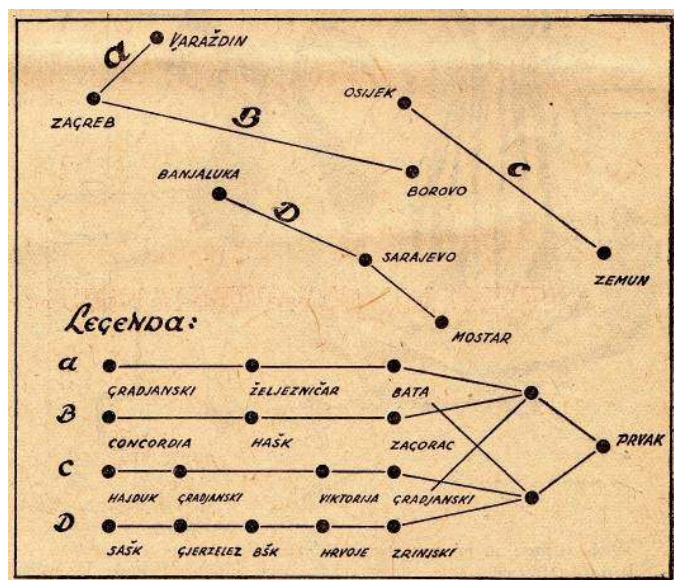 A
VARAŽDIN
ZAGREB
B
OSIJEK
C
BOROVO
BANJALUKA
D
SARAJEVO
ZEMUN
MOSTAR
LEGENDA:
a
GRADJANSKI ŽELJEZNIČAR BATA
B
CONCORDIA HAŠK ZAGORAC
PRVAK
C
HAJDUK GRADJANSKI VIKTORIJA GRADJANSKI
D
SAŠK GJERZELEZ BŠK HRVOJE ZRINJSKI